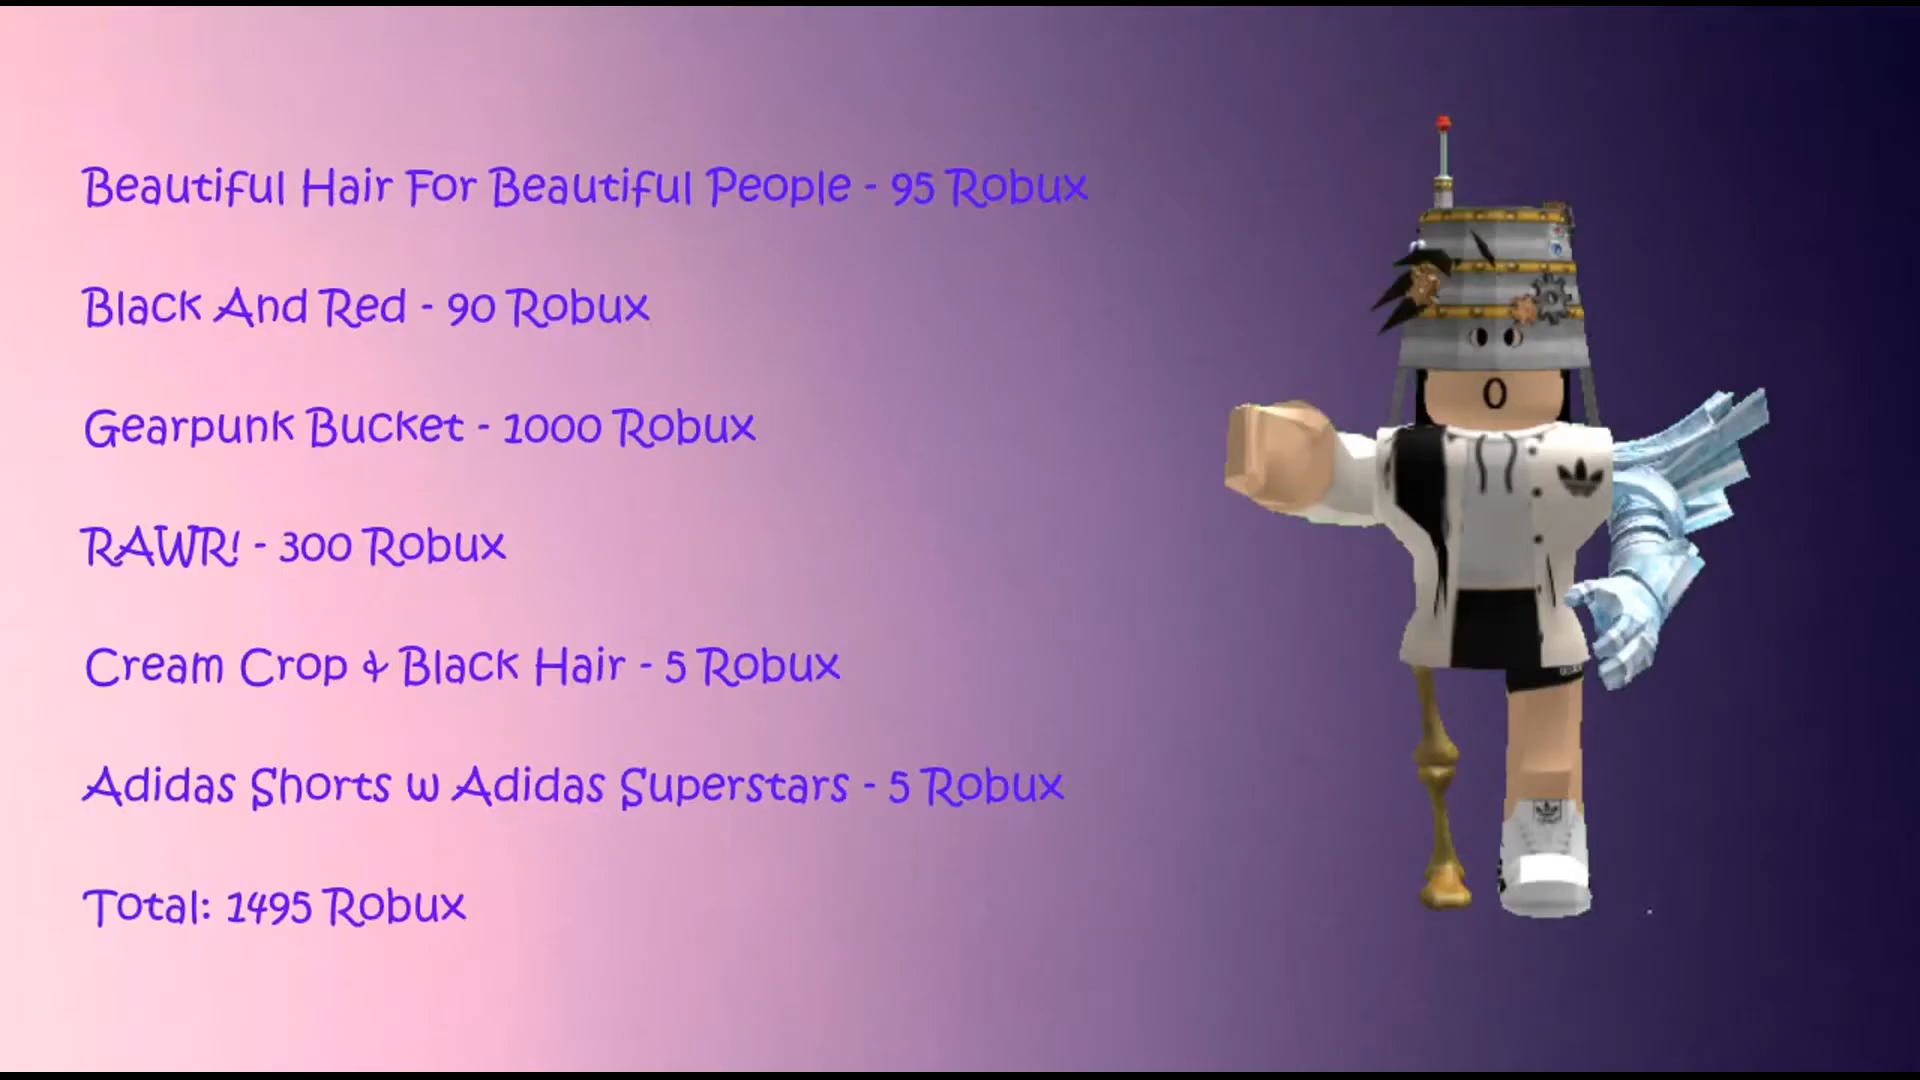 Beautiful Hair For Beautiful People - 95 Robux
Black And Red - 90 Robux
Gearpunk Bucket - 1000 Robux
RAWR! - 300 Robux
Cream Crop & Black Hair - 5 Robux
Adidas Shorts w Adidas Superstars - 5 Robux
Total: 1495 Robux